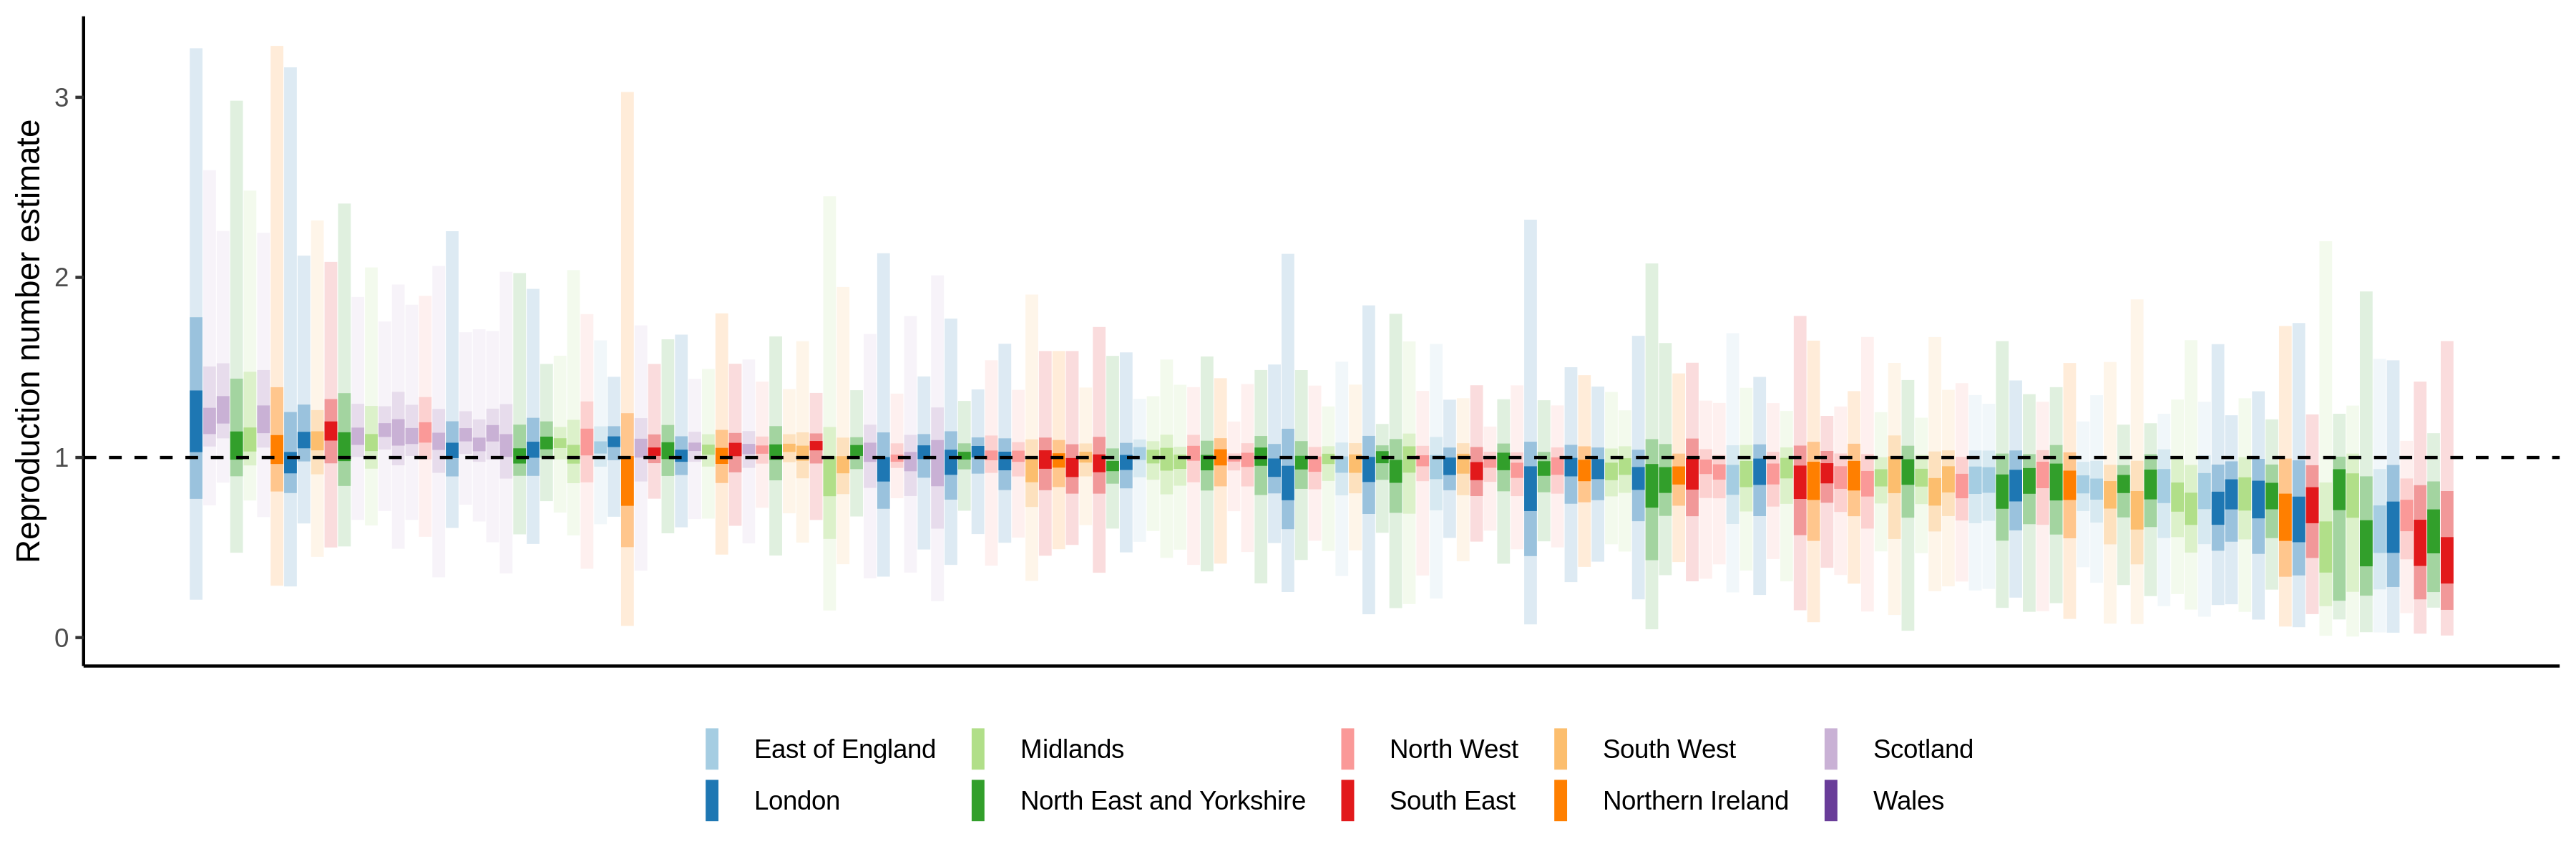 Reproduction number estimate
3
2
1
0
East of England
Midlands
North West
South West
Scotland
London
North East and Yorkshire
South East
Northern Ireland
Wales